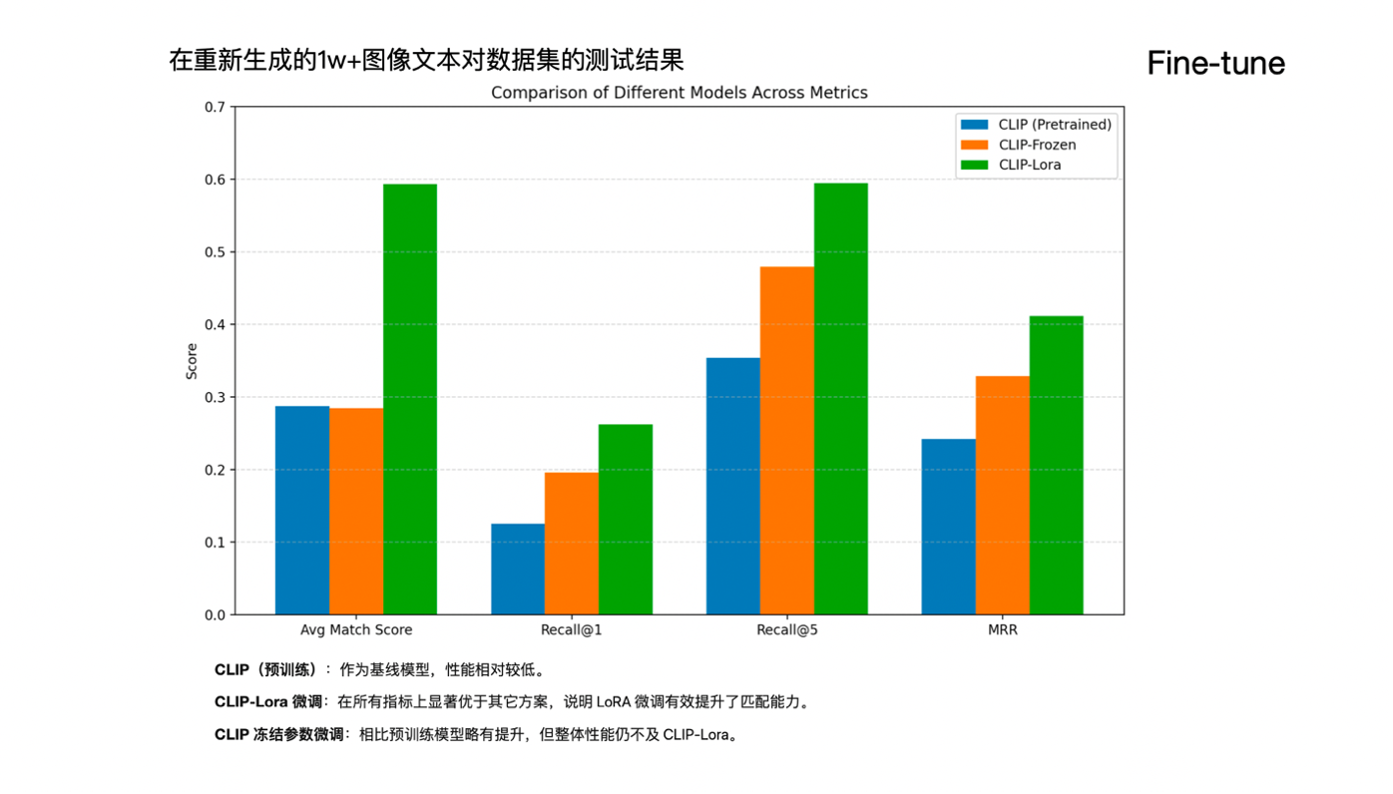 在重新生成的1w+图像文本对数据集的测试结果
Fine-tune
Comparison of Different Models Across Metrics
CLIP (Pretrained)
CLIP-Frozen
CLIP-Lora
Score
0.7
0.6
0.5
0.4
0.3
0.2
0.1
0.0
Avg Match Score
Recall@1
Recall@5
MRR
CLIP（预训练）：作为基线模型，性能相对较低。
CLIP-Lora 微调：在所有指标上显著优于其它方案，说明 LoRA 微调有效提升了匹配能力。
CLIP 冻结参数微调：相比预训练模型略有提升，但整体性能仍不及 CLIP-Lora。